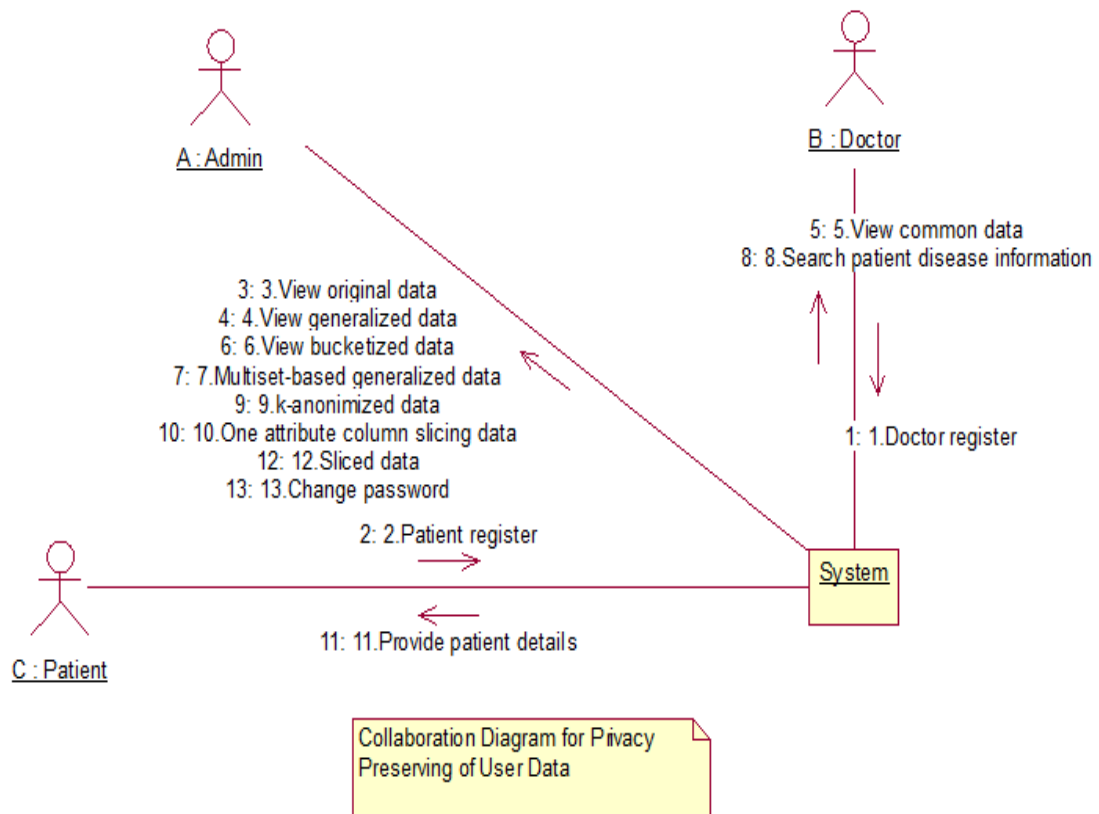 A : Admin
B : Doctor
5: 5.View common data
8: 8.Search patient disease information
3: 3.View original data
4: 4.View generalized data
6: 6.View bucketized data
7: 7.Multiset-based generalized data
9: 9.k-anonimized data
10: 10.One attribute column slicing data
12: 12.Sliced data
13: 13.Change password
1: 1.Doctor register
2: 2.Patient register
System
11: 11.Provide patient details
C : Patient
Collaboration Diagram for Privacy
Preserving of User Data